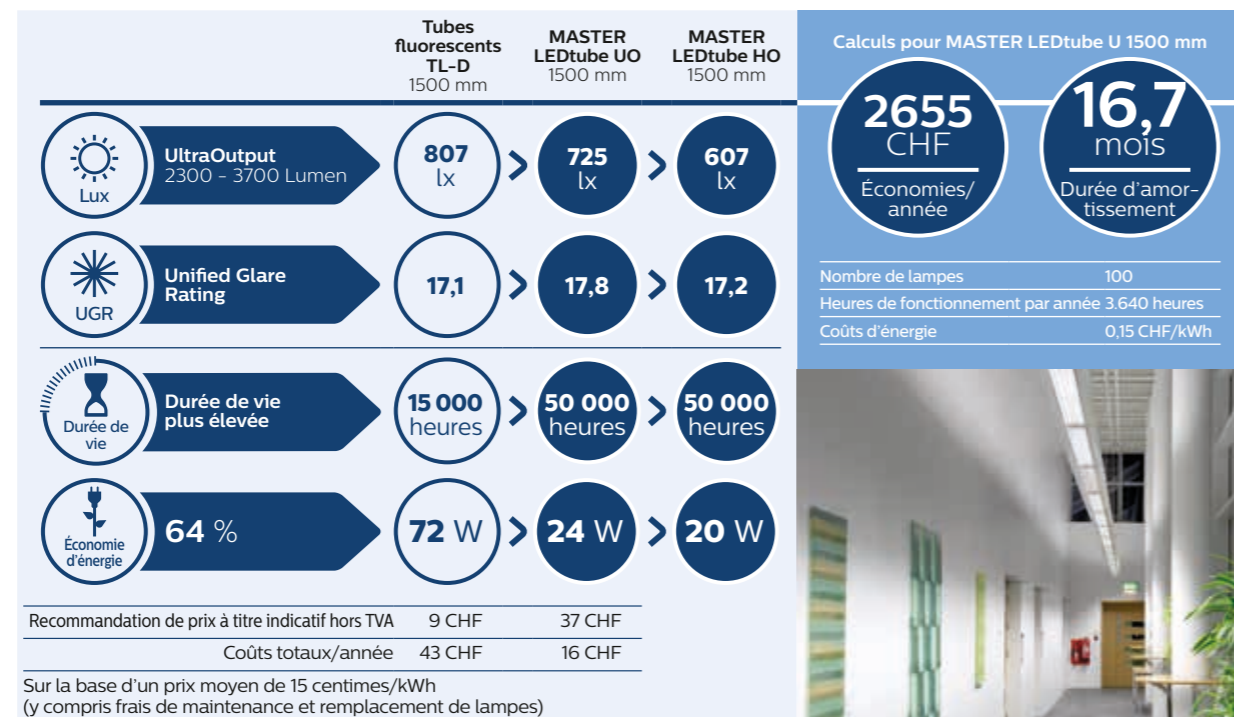 Tubes
fluorescents
TL-D
1500 mm
MASTER
LEDtube UO
1500 mm
MASTER
LEDtube HO
1500 mm
Lux
UltraOutput
2300 - 3700 Lumen
807
lx
>
725
lx
>
607
lx
UGR
Unified Glare
Rating
17,1
>
17,8
>
17,2
Durée de
vie
Durée de vie
plus élevée
15 000
heures
>
50 000
heures
>
50 000
heures
Économie
d'énergie
64 %
72 W
>
24 W
>
20 W
Recommandation de prix à titre indicatif hors TVA 9 CHF 37 CHF
Coûts totaux/année 43 CHF 16 CHF
Sur la base d'un prix moyen de 15 centimes/kWh
(y compris frais de maintenance et remplacement de lampes)
Calculs pour MASTER LEDtube U 1500 mm
2655
CHF
Économies/
année
16,7
mois
Durée d'amor-
tissement
Nombre de lampes 100
Heures de fonctionnement par année 3.640 heures
Coûts d'énergie 0,15 CHF/kWh